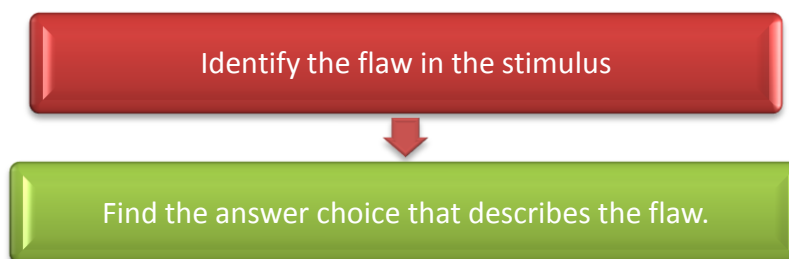 Identify the flaw in the stimulus
Find the answer choice that describes the flaw.